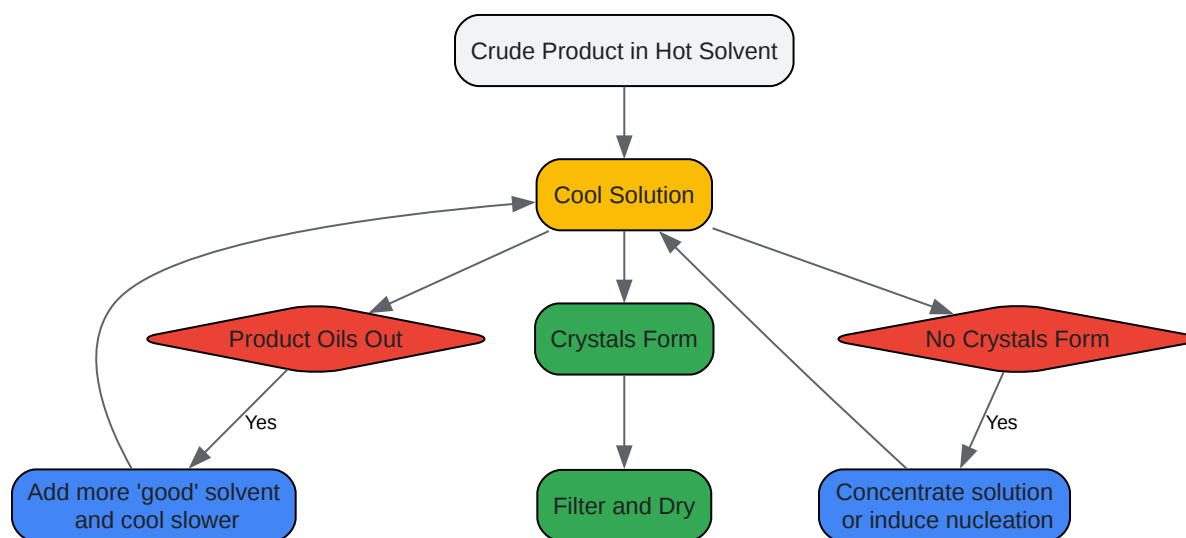 Crude Product in Hot Solvent
Cool Solution
Product Oils Out
Crystals Form
No Crystals Form
Yes
Yes
Add more 'good' solvent
and cool slower
Filter and Dry
Concentrate solution
or induce nucleation